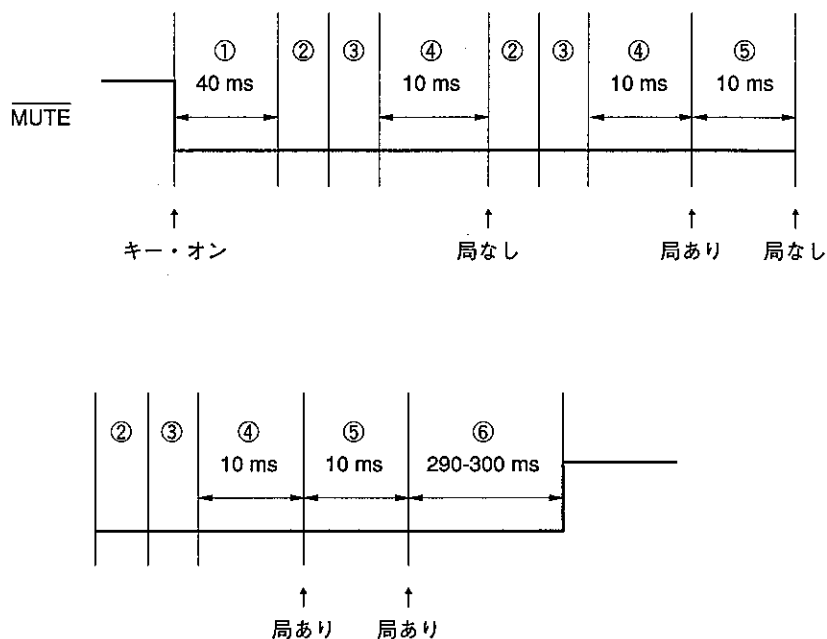 ① ② ③ ④ ② ③ ④ ⑤
40 ms 10 ms 10 ms 10 ms
MUTE
キー・オン 局なし 局あり 局なし
② ③ ④ ⑤ ⑥
10 ms 10 ms 290-300 ms
局あり 局あり